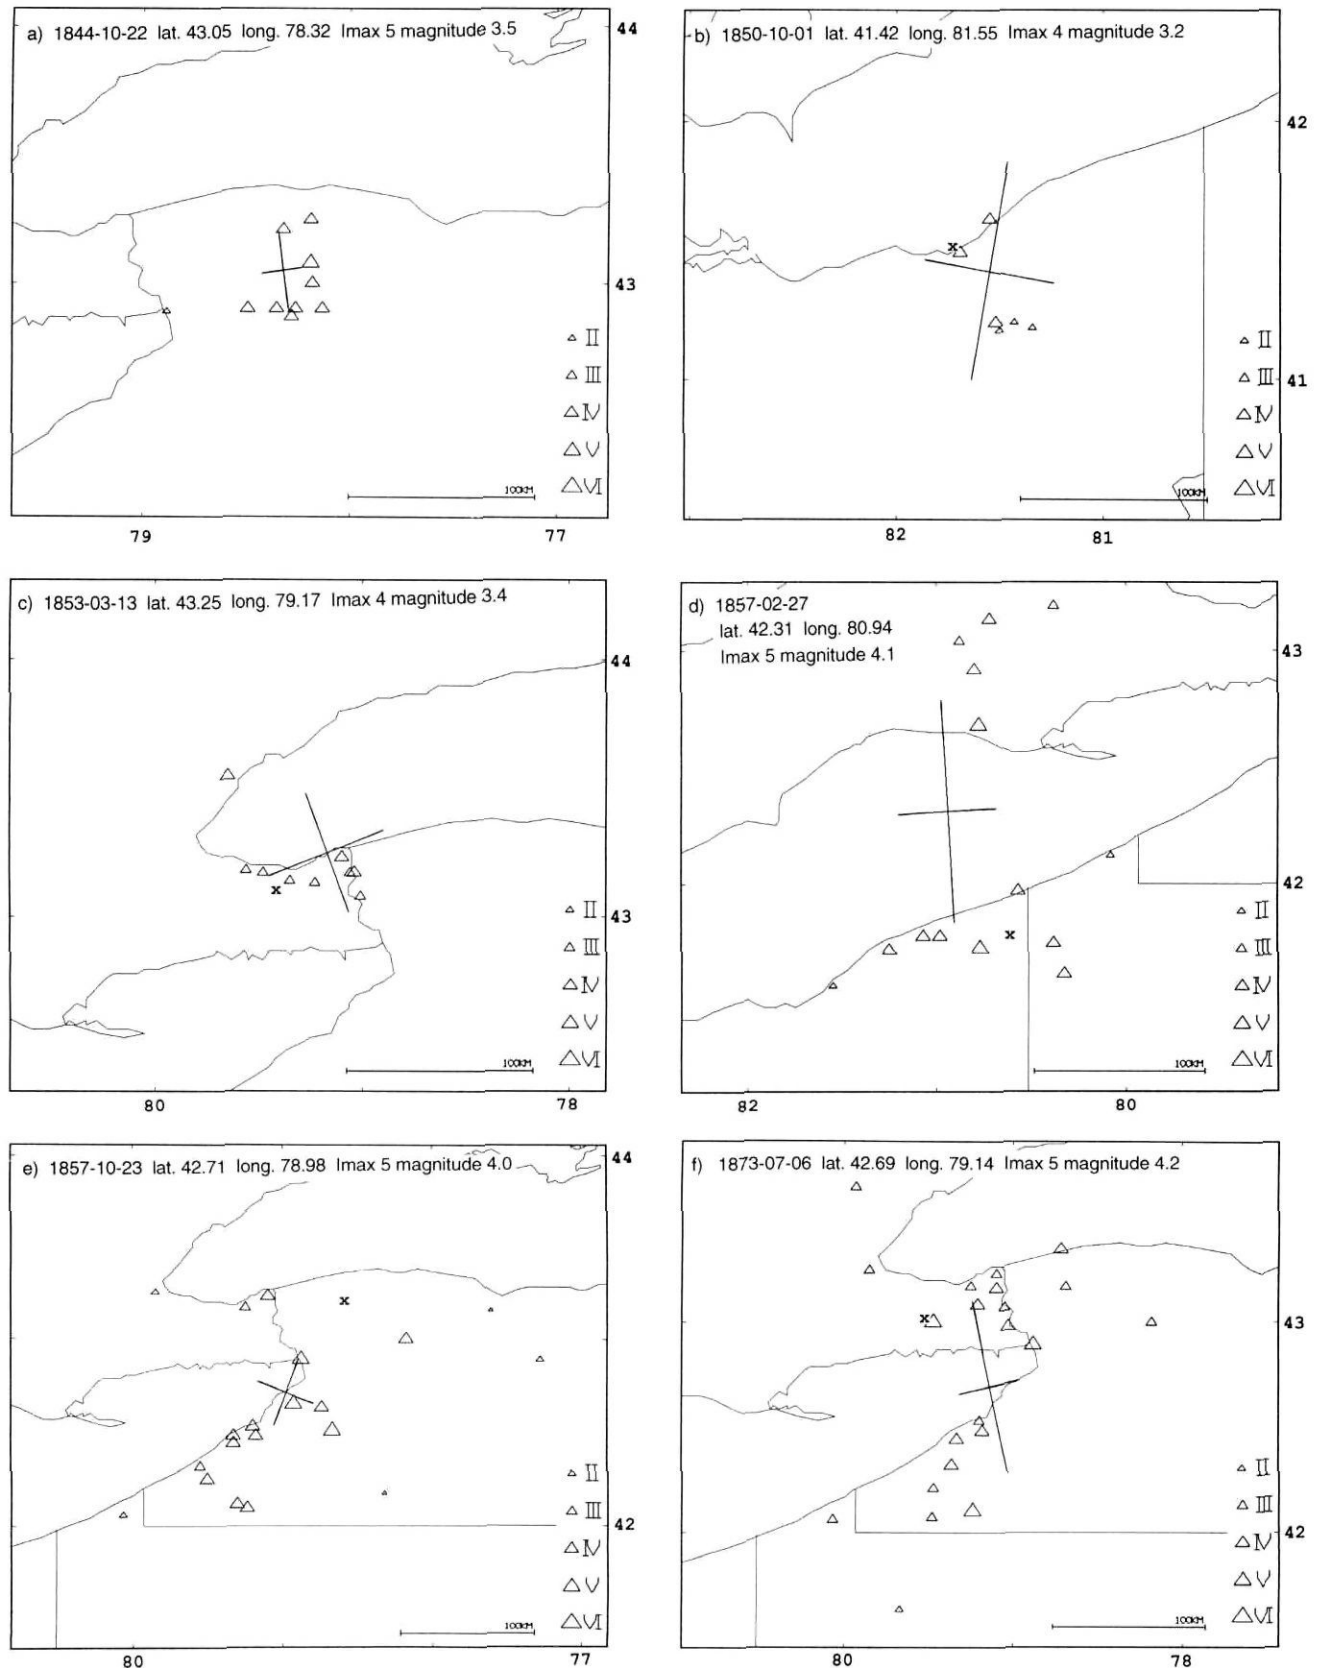 a) 1844-10-22 lat. 43.05 long. 78.32 Imax 5 magnitude 3.5
44
43
II
III
IV
V
VI
100KM
79
77
b) 1850-10-01 lat. 41.42 long. 81.55 Imax 4 magnitude 3.2
42
x
41
II
III
IV
V
VI
100KM
82
81
c) 1853-03-13 lat. 43.25 long. 79.17 Imax 4 magnitude 3.4
44
x
43
II
III
IV
V
VI
100KM
80
78
d) 1857-02-27
lat. 42.31 long. 80.94
Imax 5 magnitude 4.1
43
42
x
II
III
IV
V
VI
100KM
82
80
e) 1857-10-23 lat. 42.71 long. 78.98 Imax 5 magnitude 4.0
44
x
42
II
III
IV
V
VI
100KM
80
77
f) 1873-07-06 lat. 42.69 long. 79.14 Imax 5 magnitude 4.2
x
43
42
II
III
IV
V
VI
100KM
80
78